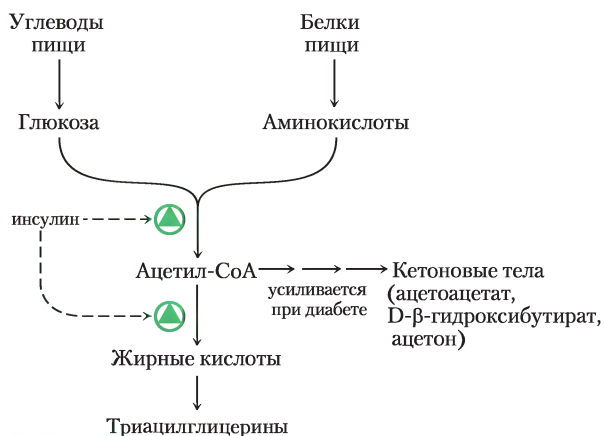 Углеводы
пищи
Белки
пищи
Глюкоза
Аминокислоты
инсулин
Ацетил-CoA
усиливается
при диабете
Кетоновые тела
(ацетоацетат,
D-β-гидроксибутират,
ацетон)
Жирные кислоты
Триацилглицерины